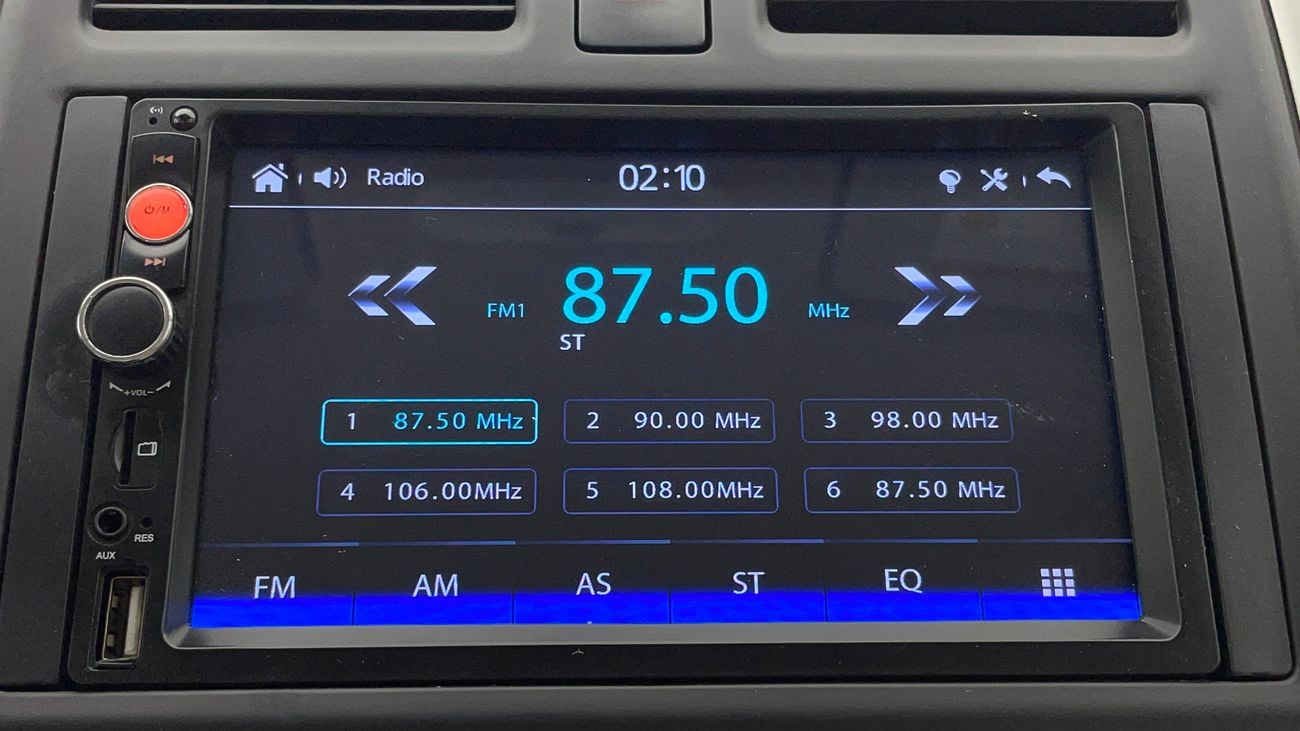 Radio 02:10
⏻/M
FM1 87.50 MHz
ST
+VOL-
1 87.50 MHz 2 90.00 MHz 3 98.00 MHz
4 106.00MHz 5 108.00MHz 6 87.50 MHz
RES
AUX
FM AM AS ST EQ